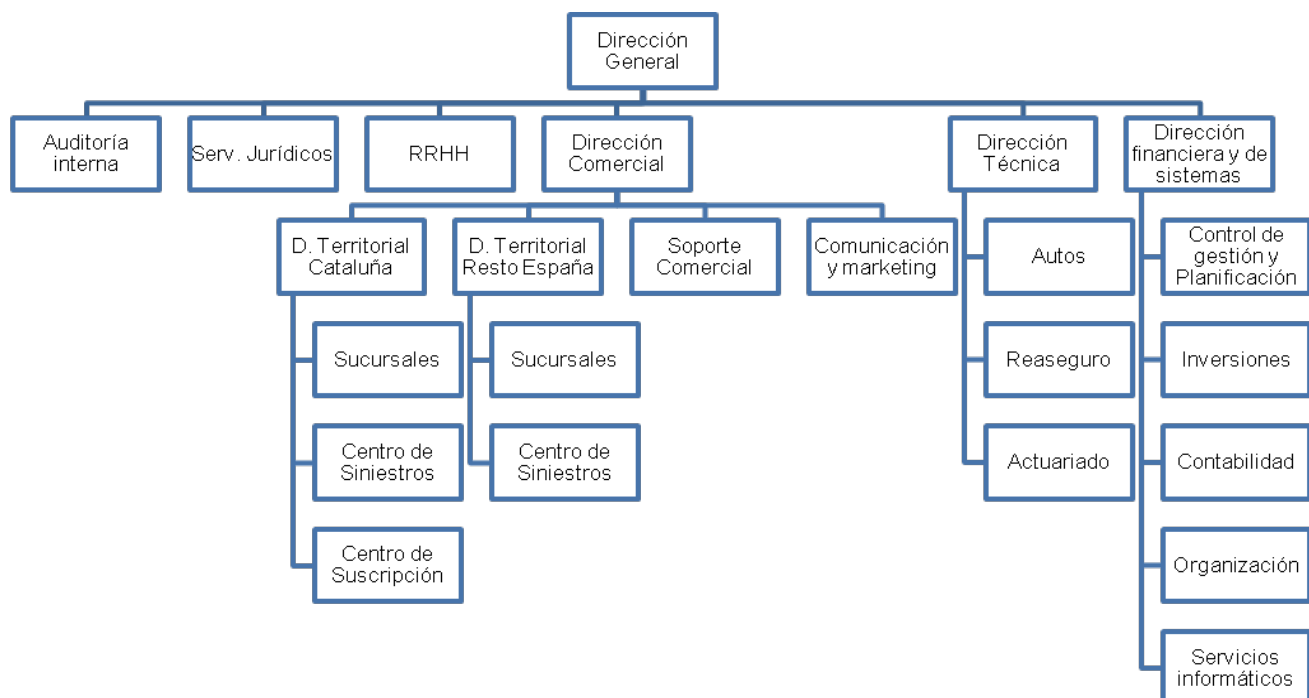 Dirección
General
Auditoría
interna
Serv. Jurídicos
RRHH
Dirección
Comercial
Dirección
Técnica
Dirección
financiera y de
sistemas
D. Territorial
Cataluña
D. Territorial
Resto España
Soporte
Comercial
Comunicación
y marketing
Autos
Control de
gestión y
Planificación
Sucursales
Sucursales
Reaseguro
Inversiones
Centro de
Siniestros
Centro de
Siniestros
Actuariado
Contabilidad
Centro de
Suscripción
Organización
Servicios
informáticos